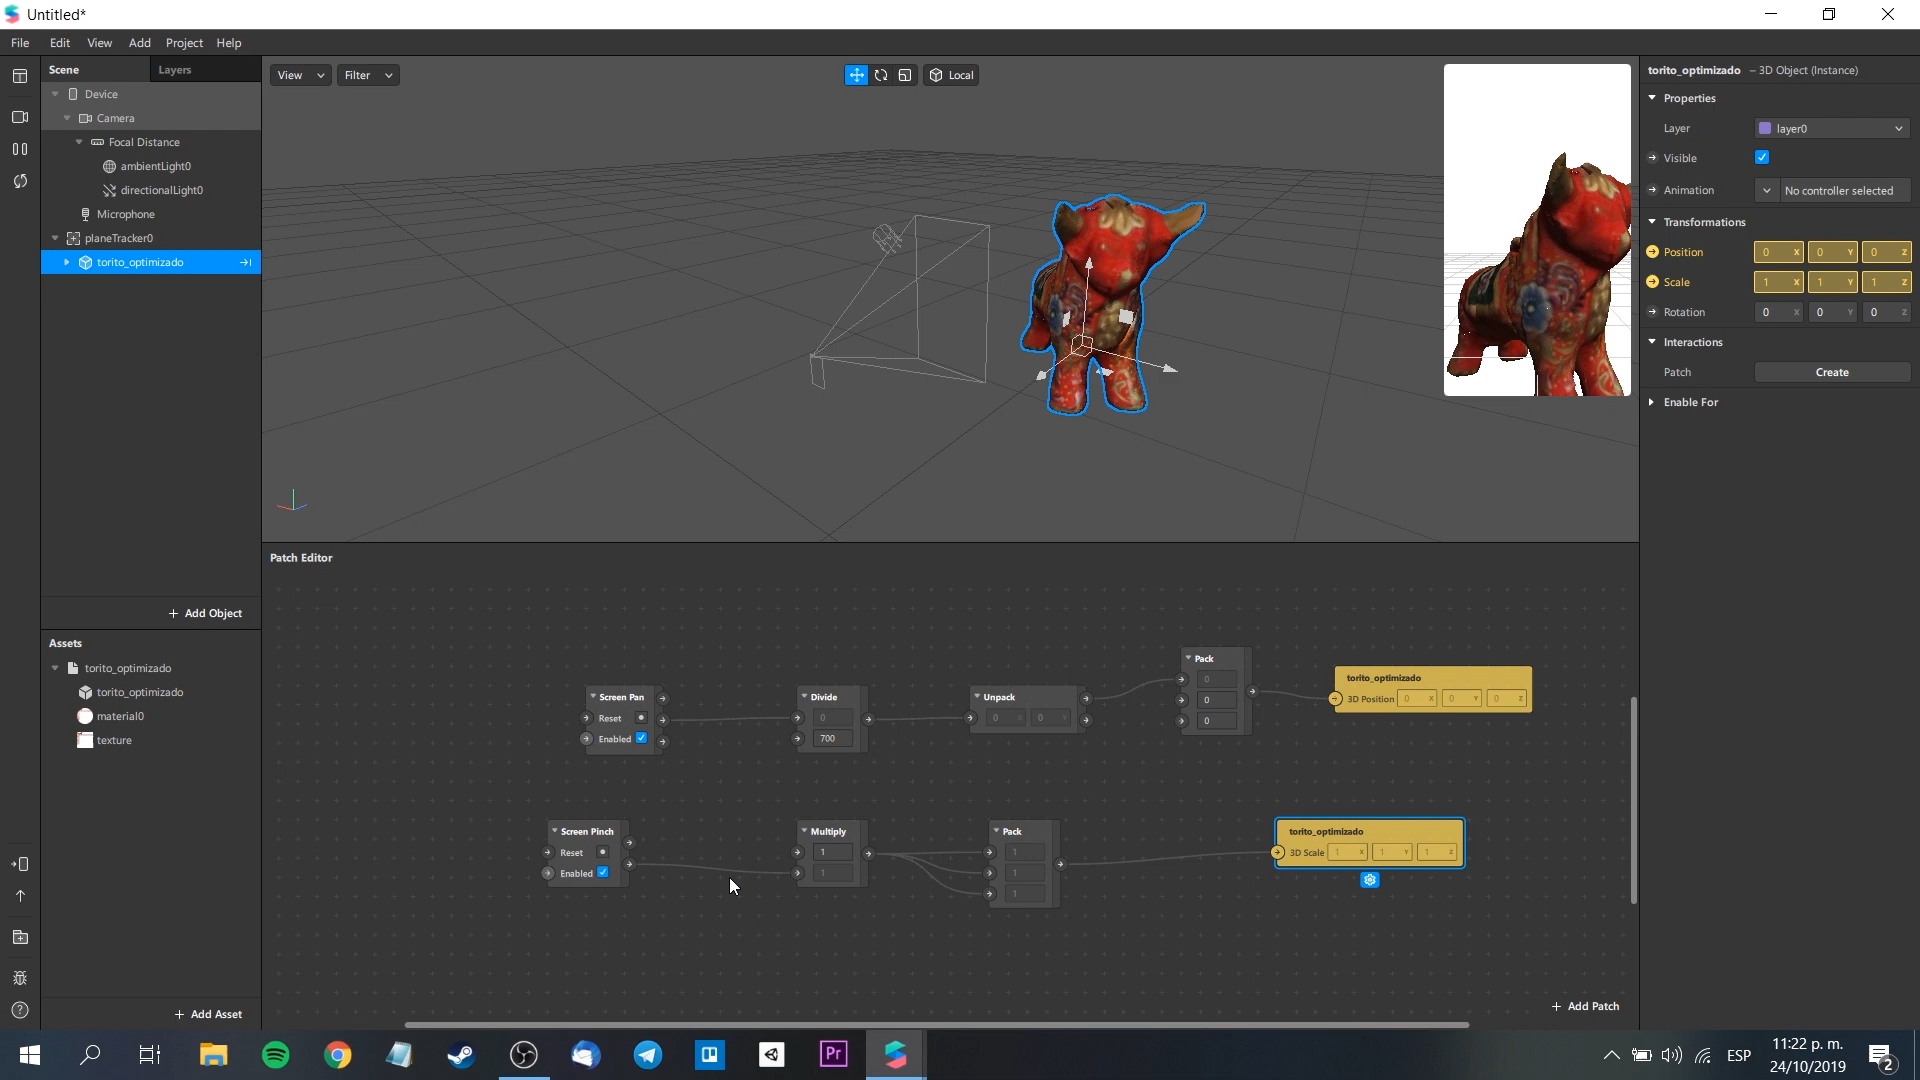 Untitled*
File Edit View Add Project Help
Scene Layers
Device
Camera
Focal Distance
ambientLight0
directionalLight0
Microphone
planeTracker0
torito_optimizado
+ Add Object
Assets
torito_optimizado
torito_optimizado
material0
texture
+ Add Asset
View Filter
Local
torito_optimizado – 3D Object (Instance)
Properties
Layer layer0
Visible
Animation No controller selected
Transformations
Position 0 X 0 Y 0 Z
Scale 1 X 1 Y 1 Z
Rotation 0 X 0 Y 0 Z
Interactions
Patch Create
Enable For
Patch Editor
Screen Pan
Reset
Enabled
Divide
0
700
Unpack
0 X 0 Y
Pack
0
0
0
torito_optimizado
3D Position 0 X 0 Y 0 Z
Screen Pinch
Reset
Enabled
Multiply
1
1
Pack
1
1
1
torito_optimizado
3D Scale 1 X 1 Y 1 Z
+ Add Patch
Pr
ESP
11:22 p. m.
24/10/2019
2